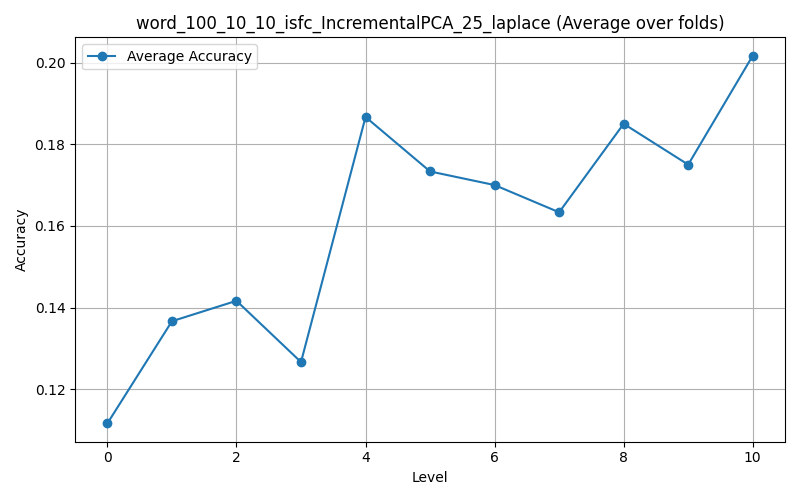 word_100_10_10_isfc_IncrementalPCA_25_laplace (Average over folds)
Average Accuracy
0.20
0.18
0.16
0.14
0.12
Accuracy
0 2 4 6 8 10
Level